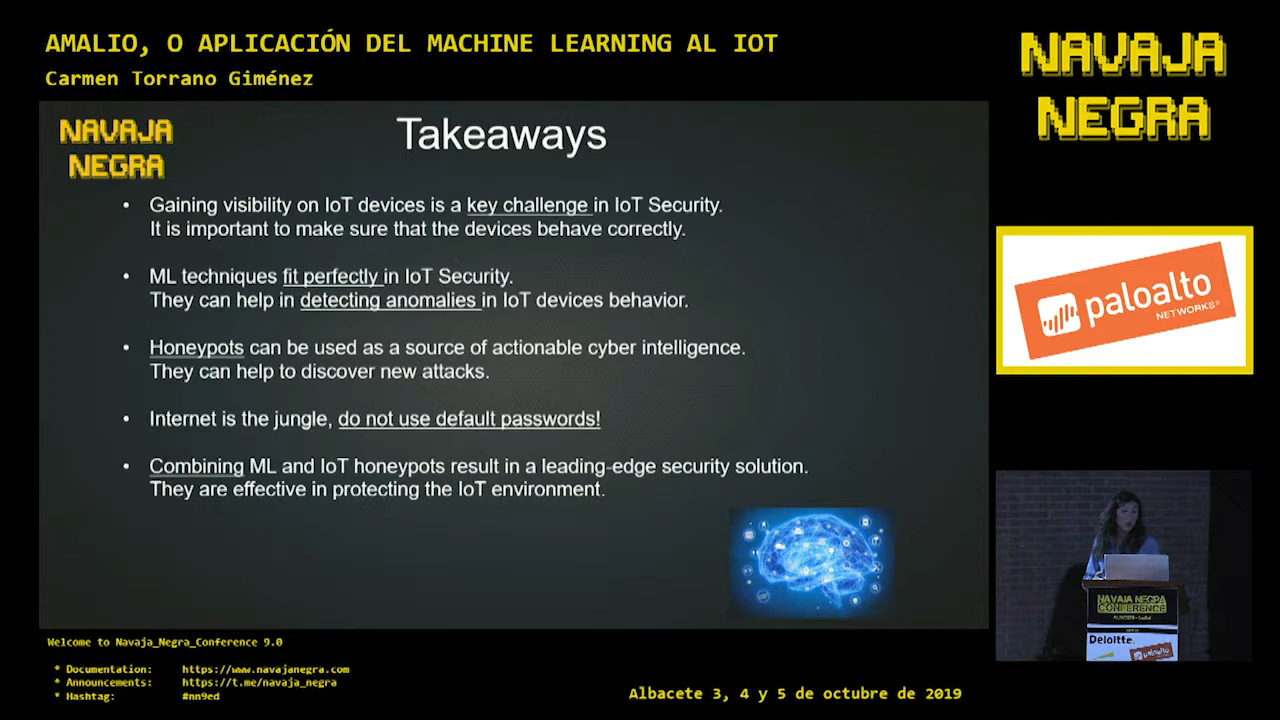 AMALIO, O APLICACIÓN DEL MACHINE LEARNING AL IOT
Carmen Torrano Giménez
NAVAJA
NEGRA
NAVAJA
NEGRA
Takeaways
• Gaining visibility on IoT devices is a key challenge in IoT Security.
It is important to make sure that the devices behave correctly.
• ML techniques fit perfectly in IoT Security.
They can help in detecting anomalies in IoT devices behavior.
• Honeypots can be used as a source of actionable cyber intelligence.
They can help to discover new attacks.
• Internet is the jungle, do not use default passwords!
• Combining ML and IoT honeypots result in a leading-edge security solution.
They are effective in protecting the IoT environment.
paloalto
NETWORKS®
NAVAJA NEGRA
CONFERENCE
Deloitte.
paloalto
Welcome to Navaja_Negra_Conference 9.0
* Documentation: https://www.navajanegra.com
* Announcements: https://t.me/navaja_negra
* Hashtag: #nn9ed
Albacete 3, 4 y 5 de octubre de 2019